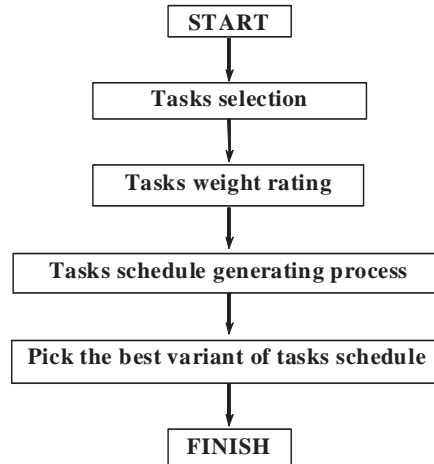 START
Tasks selection
Tasks weight rating
Tasks schedule generating process
Pick the best variant of tasks schedule
FINISH